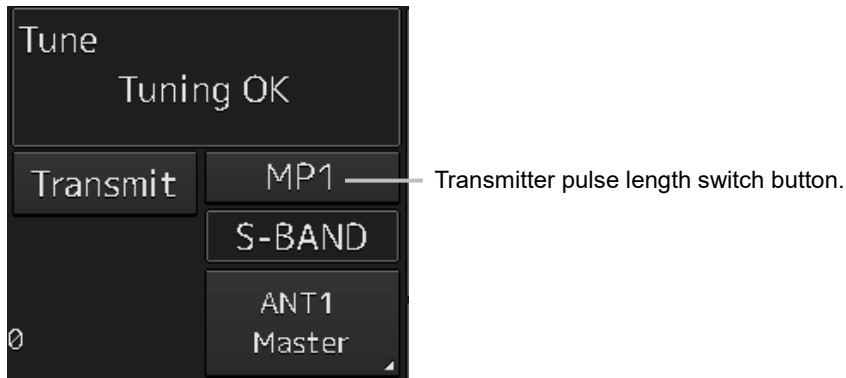 Tune
Tuning OK
Transmit
MP1
Transmitter pulse length switch button.
S-BAND
ANT1
Master
0